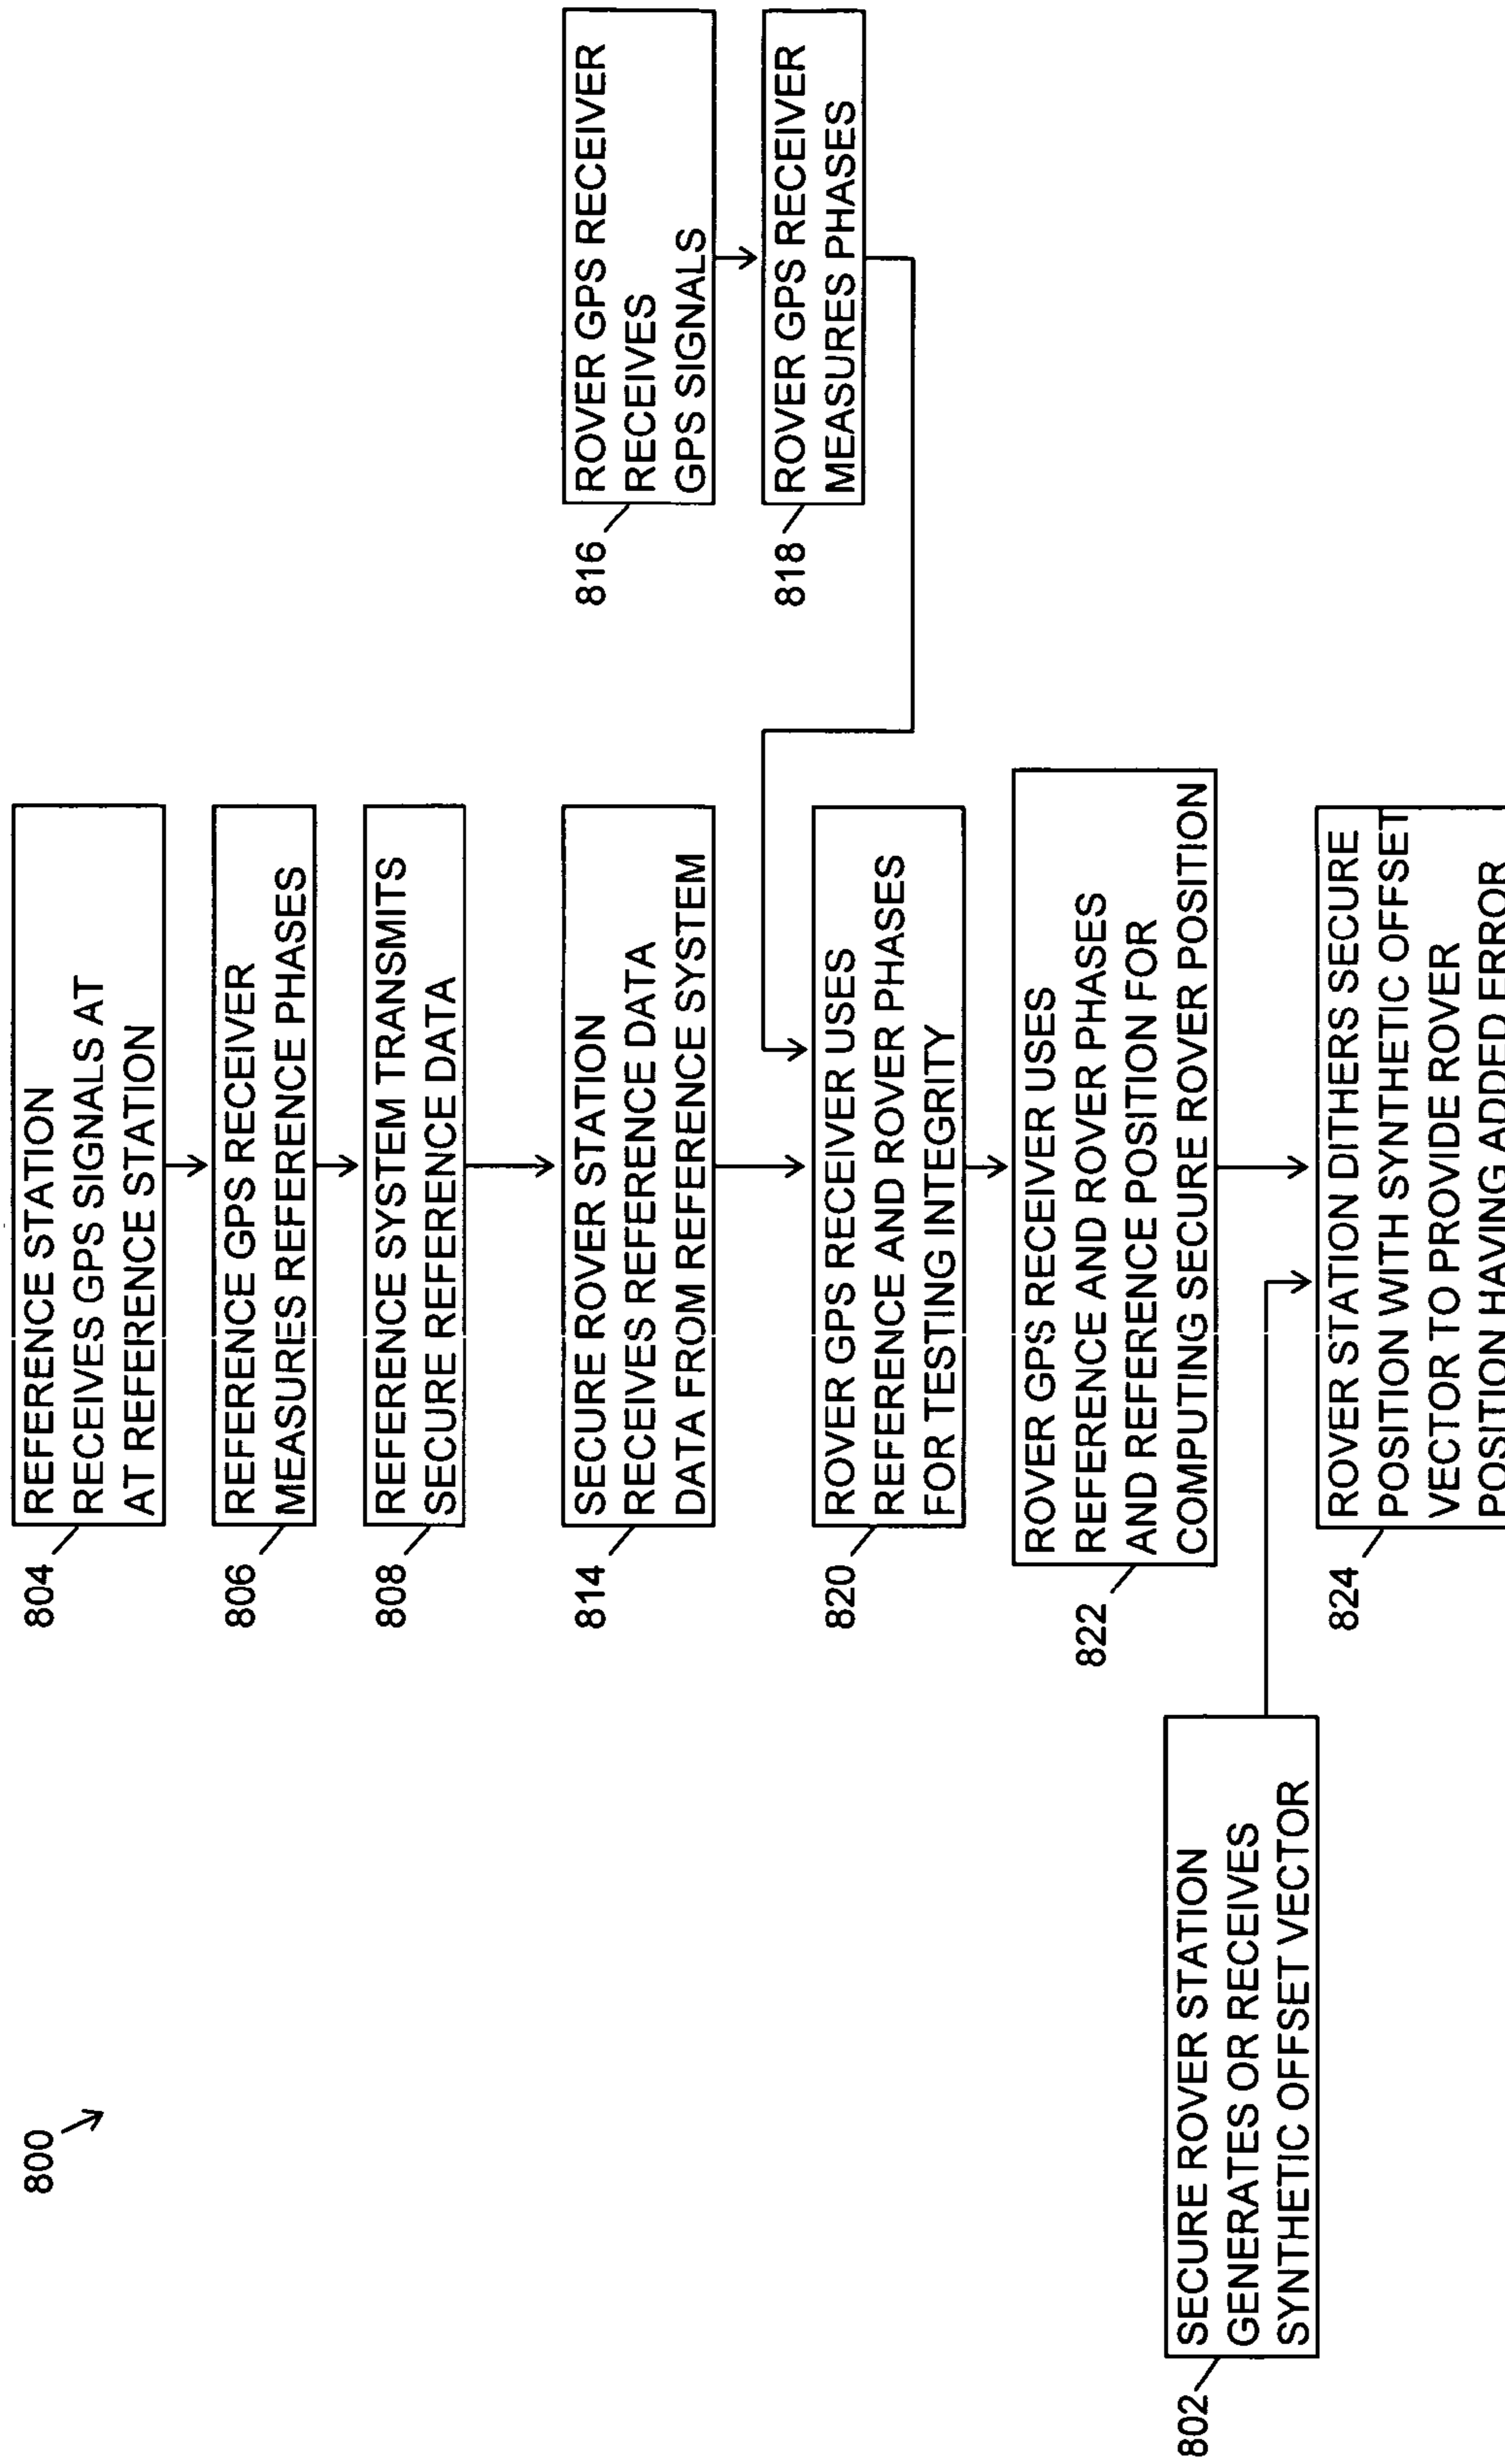 800
804
REFERENCE STATION
RECEIVES GPS SIGNALS AT
AT REFERENCE STATION
806
REFERENCE GPS RECEIVER
MEASURES REFERENCE PHASES
808
REFERENCE SYSTEM TRANSMITS
SECURE REFERENCE DATA
814
SECURE ROVER STATION
RECEIVES REFERENCE DATA
DATA FROM REFERENCE SYSTEM
816
ROVER GPS RECEIVER
RECEIVES
GPS SIGNALS
818
ROVER GPS RECEIVER
MEASURES PHASES
820
ROVER GPS RECEIVER USES
REFERENCE AND ROVER PHASES
FOR TESTING INTEGRITY
822
ROVER GPS RECEIVER USES
REFERENCE AND ROVER PHASES
AND REFERENCE POSITION FOR
COMPUTING SECURE ROVER POSITION
802
SECURE ROVER STATION
GENERATES OR RECEIVES
SYNTHETIC OFFSET VECTOR
824
ROVER STATION DITHERS SECURE
POSITION WITH SYNTHETIC OFFSET
VECTOR TO PROVIDE ROVER
POSITION HAVING ADDED ERROR